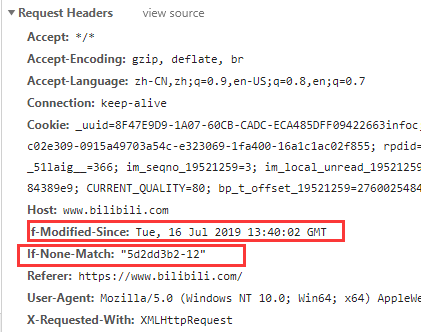 ▼ Request Headers view source
Accept: */*
Accept-Encoding: gzip, deflate, br
Accept-Language: zh-CN,zh;q=0.9,en-US;q=0.8,en;q=0.7
Connection: keep-alive
Cookie: _uuid=8F47E9D9-1A07-60CB-CADC-ECA485DFF09422663infoc
c02e309-0915a49703a54c-e323069-1fa400-16a1c1ac02f855; rpdid=
_51laig__=366; im_seqno_19521259=3; im_local_unread_19521259
84389e9; CURRENT_QUALITY=80; bp_t_offset_19521259=2760025484
Host: www.bilibili.com
If-Modified-Since: Tue, 16 Jul 2019 13:40:02 GMT
If-None-Match: "5d2dd3b2-12"
Referer: https://www.bilibili.com/
User-Agent: Mozilla/5.0 (Windows NT 10.0; Win64; x64) AppleWe
X-Requested-With: XMLHttpRequest